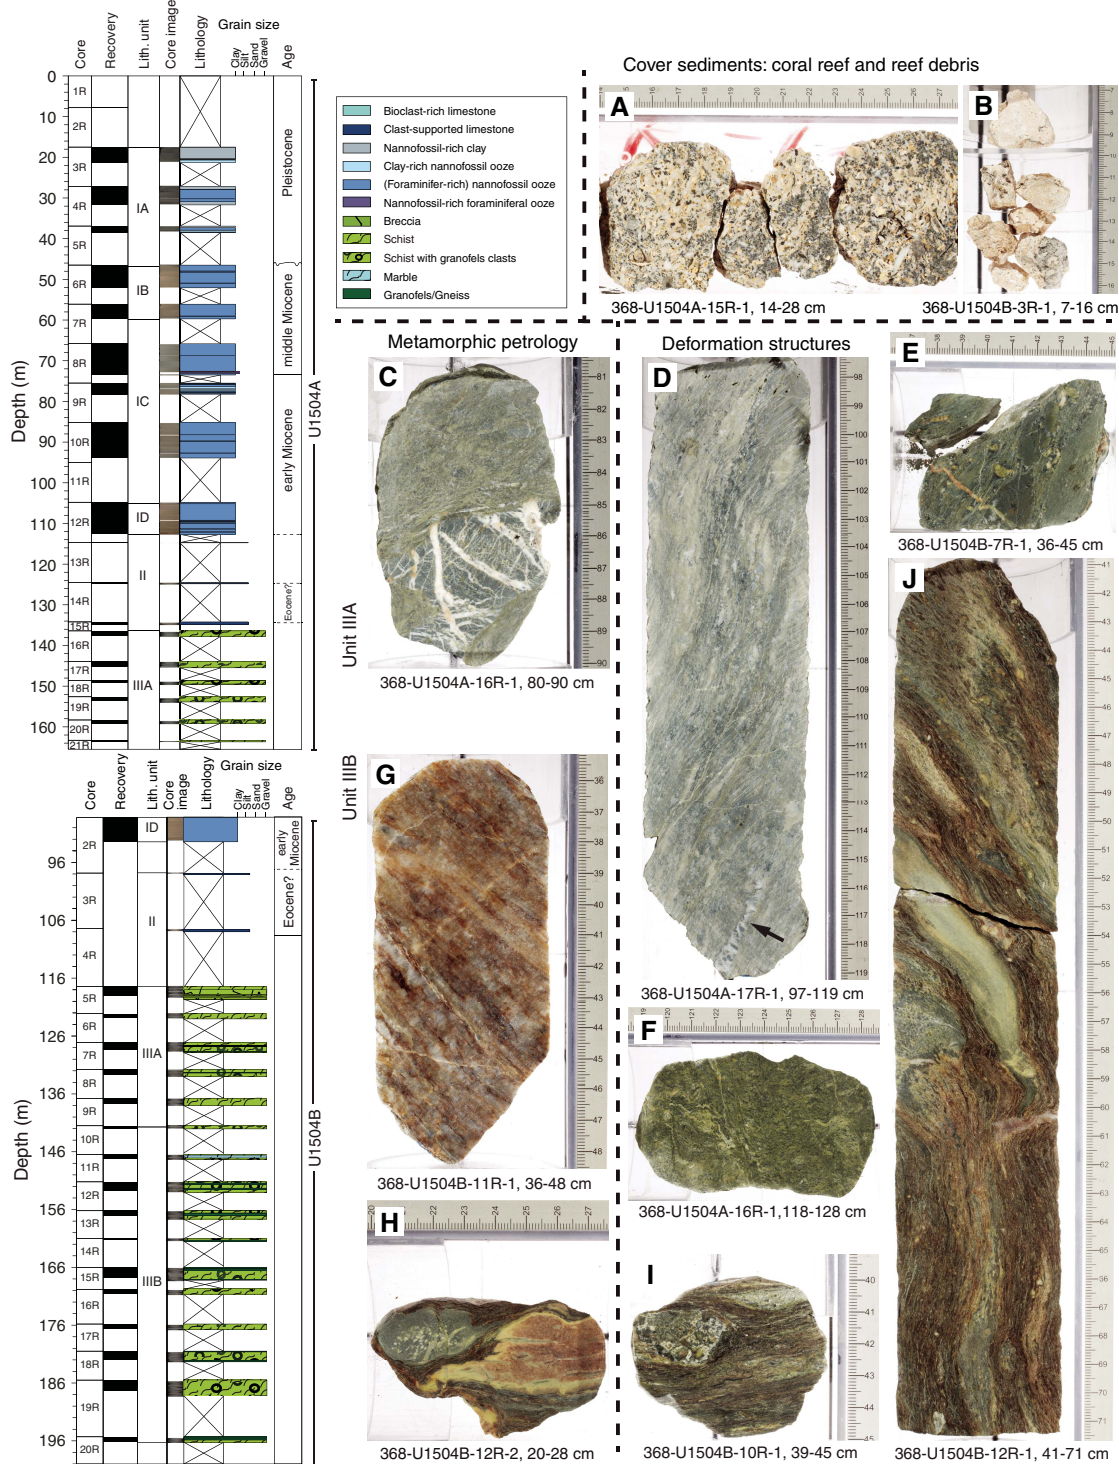 Core
Recovery
Lith. unit
Core image
Lithology
Grain size
Clay
Silt
Sand
Gravel
Age
0
10
20
30
40
50
60
70
80
90
100
110
120
130
140
150
160
Depth (m)
1R
2R
3R
4R
5R
6R
7R
8R
9R
10R
11R
12R
13R
14R
15R
16R
17R
18R
19R
20R
21R
IA
IB
IC
ID
II
IIIA
Pleistocene
middle Miocene
early Miocene
Eocene?
U1504A
Bioclast-rich limestone
Clast-supported limestone
Nannofossil-rich clay
Clay-rich nannofossil ooze
(Foraminifer-rich) nannofossil ooze
Nannofossil-rich foraminiferal ooze
Breccia
Schist
Schist with granofels clasts
Marble
Granofels/Gneiss
Core
Recovery
Lith. unit
Core image
Lithology
Grain size
Clay
Silt
Sand
Gravel
Age
96
106
116
126
136
146
156
166
176
186
196
Depth (m)
2R
3R
4R
5R
6R
7R
8R
9R
10R
11R
12R
13R
14R
15R
16R
17R
18R
19R
20R
ID
II
IIIA
IIIB
early Miocene
Eocene?
U1504B
Cover sediments: coral reef and reef debris
A
368-U1504A-15R-1, 14-28 cm
B
368-U1504B-3R-1, 7-16 cm
Metamorphic petrology
Deformation structures
Unit IIIA
C
368-U1504A-16R-1, 80-90 cm
D
368-U1504A-17R-1, 97-119 cm
E
368-U1504B-7R-1, 36-45 cm
Unit IIIB
G
368-U1504B-11R-1, 36-48 cm
F
368-U1504A-16R-1,118-128 cm
H
368-U1504B-12R-2, 20-28 cm
I
368-U1504B-10R-1, 39-45 cm
J
368-U1504B-12R-1, 41-71 cm